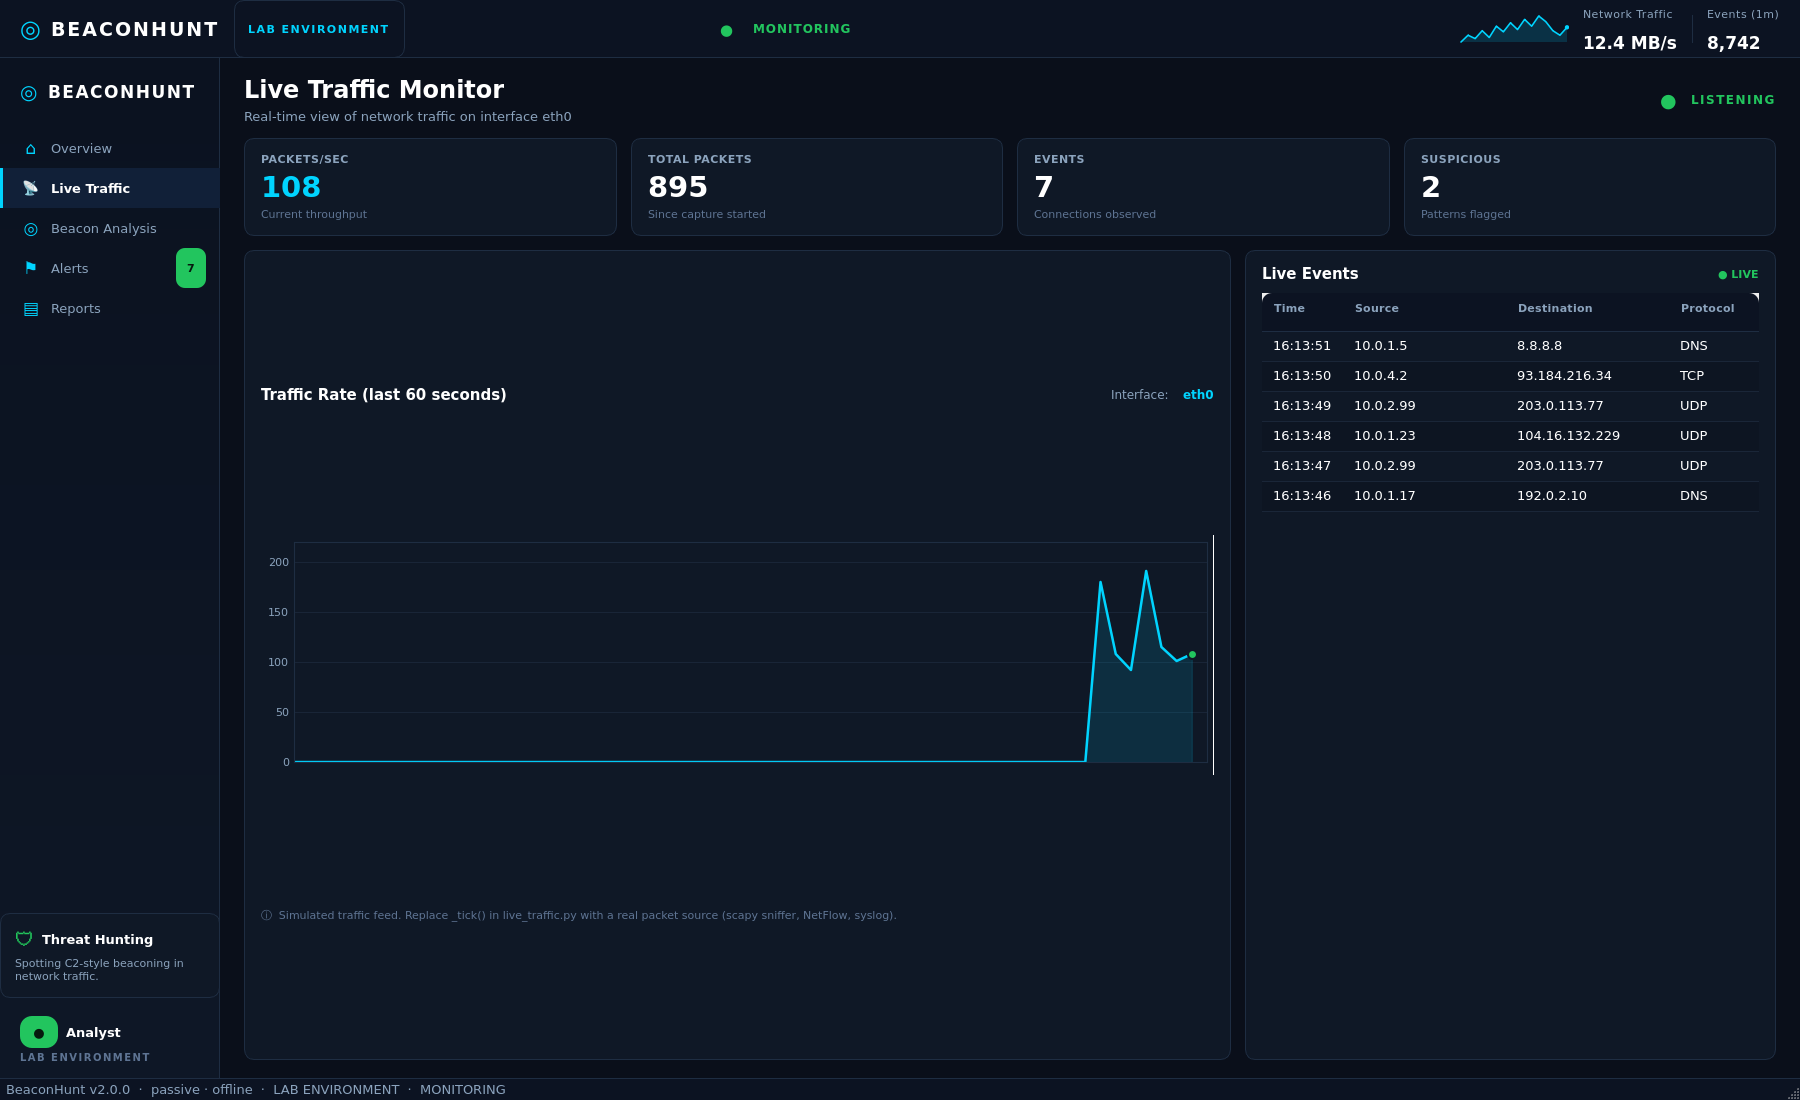 BEACONHUNT
LAB ENVIRONMENT
MONITORING
Network Traffic
12.4 MB/s
Events (1m)
8,742
BEACONHUNT
Overview
Live Traffic
Beacon Analysis
Alerts
7
Reports
Threat Hunting
Spotting C2-style beaconing in
network traffic.
Analyst
LAB ENVIRONMENT
Live Traffic Monitor
Real-time view of network traffic on interface eth0
LISTENING
PACKETS/SEC
108
Current throughput
TOTAL PACKETS
895
Since capture started
EVENTS
7
Connections observed
SUSPICIOUS
2
Patterns flagged
Traffic Rate (last 60 seconds)
Interface: eth0
200
150
100
50
0
ⓘ Simulated traffic feed. Replace _tick() in live_traffic.py with a real packet source (scapy sniffer, NetFlow, syslog).
Live Events
● LIVE
Time Source Destination Protocol
16:13:51 10.0.1.5 8.8.8.8 DNS
16:13:50 10.0.4.2 93.184.216.34 TCP
16:13:49 10.0.2.99 203.0.113.77 UDP
16:13:48 10.0.1.23 104.16.132.229 UDP
16:13:47 10.0.2.99 203.0.113.77 UDP
16:13:46 10.0.1.17 192.0.2.10 DNS
BeaconHunt v2.0.0 · passive · offline · LAB ENVIRONMENT · MONITORING